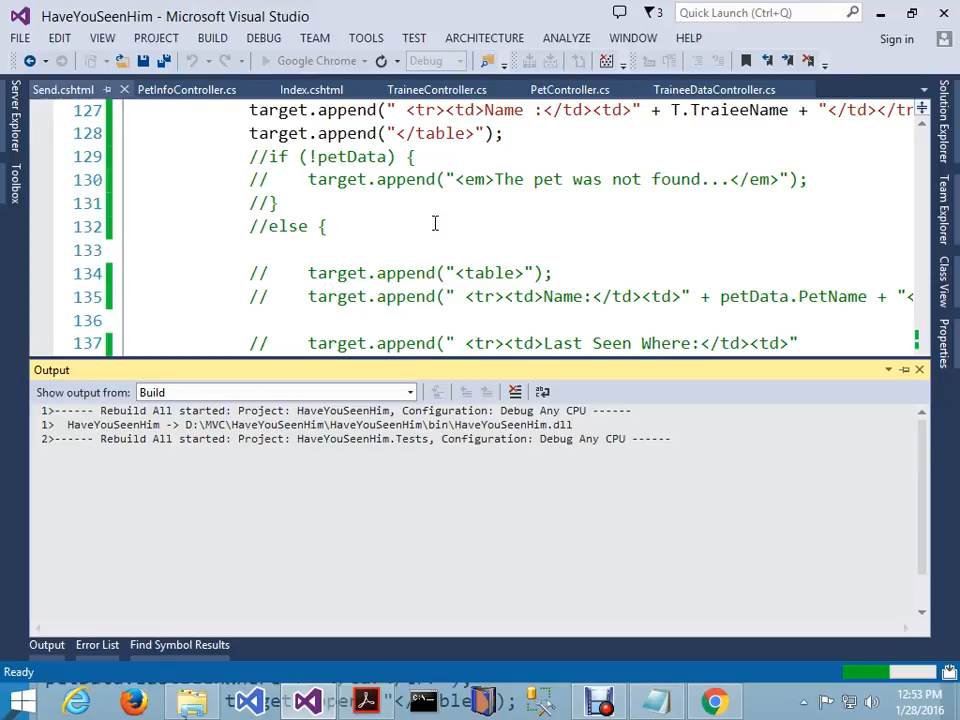 HaveYouSeenHim - Microsoft Visual Studio
3
Quick Launch (Ctrl+Q)
FILE EDIT VIEW PROJECT BUILD DEBUG TEAM TOOLS TEST ARCHITECTURE ANALYZE WINDOW HELP
Sign in
Google Chrome
Debug
Server Explorer
Toolbox
Send.cshtml PetInfoController.cs Index.cshtml TraineeController.cs PetController.cs TraineeDataController.cs
127 target.append(" <tr><td>Name :</td><td>" + T.TraieeName + "</td></tr
128 target.append("</table>");
129 //if (!petData) {
130 //    target.append("<em>The pet was not found...</em>");
131 //}
132 //else {
133
134 //    target.append("<table>");
135 //    target.append(" <tr><td>Name:</td><td>" + petData.PetName + "<
136
137 //    target.append(" <tr><td>Last Seen Where:</td><td>"
Solution Explorer
Team Explorer
Class View
Properties
Output
Show output from: Build
1>------ Rebuild All started: Project: HaveYouSeenHim, Configuration: Debug Any CPU ------
1>  HaveYouSeenHim -> D:\MVC\HaveYouSeenHim\HaveYouSeenHim\bin\HaveYouSeenHim.dll
2>------ Rebuild All started: Project: HaveYouSeenHim.Tests, Configuration: Debug Any CPU ------
Output Error List Find Symbol Results
Ready
12:53 PM
1/28/2016